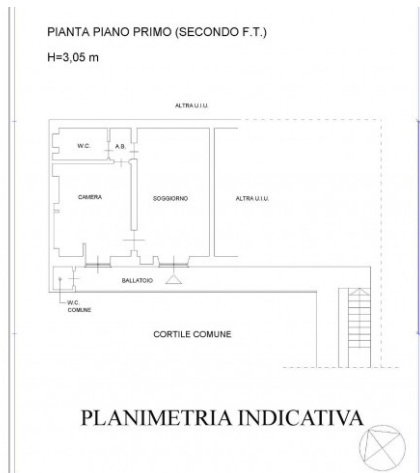 PIANTA PIANO PRIMO (SECONDO F.T.)
H=3,05 m
ALTRA U.I.U.
W.C.
A.B.
CAMERA
SOGGIORNO
ALTRA U.I.U.
BALLATOIO
W.C.
COMUNE
CORTILE COMUNE
PLANIMETRIA INDICATIVA